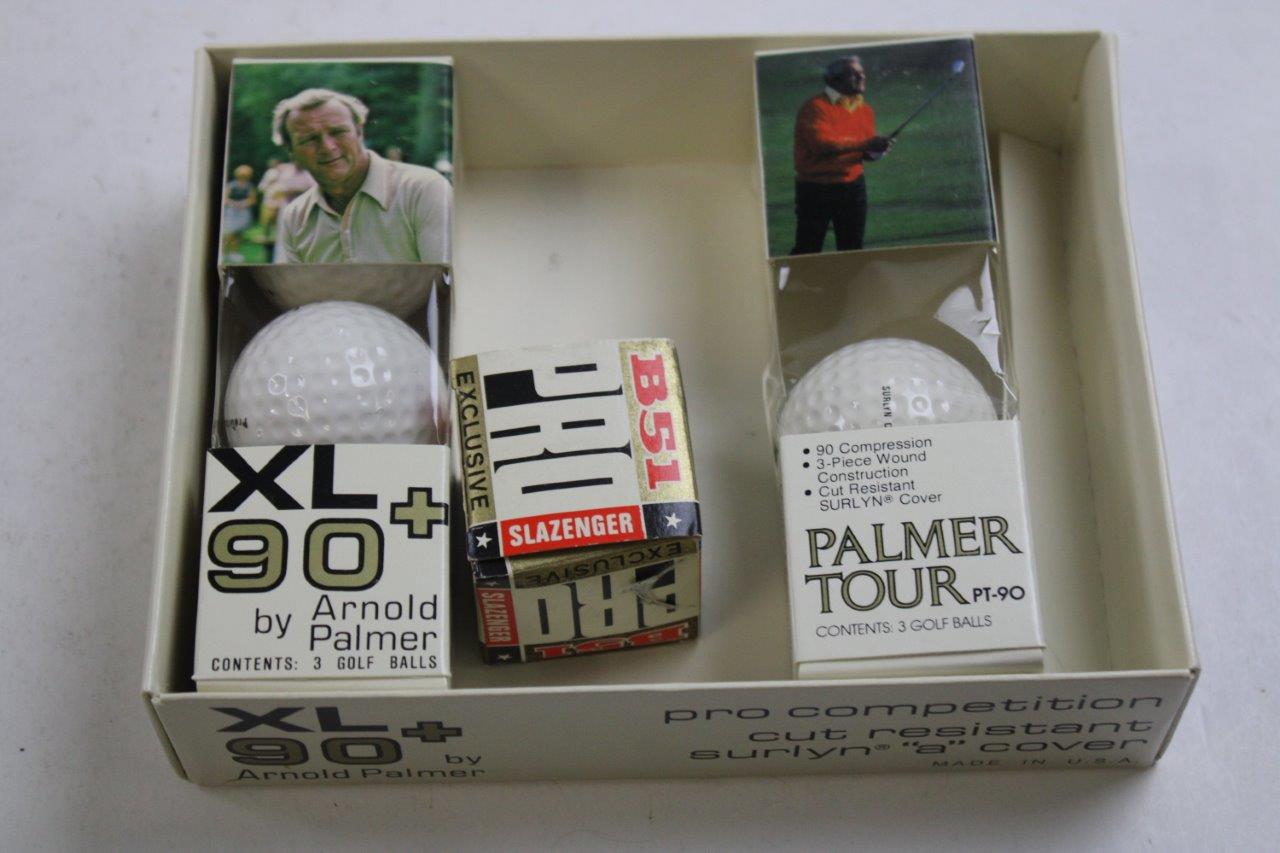 XL
90+
by Arnold
Palmer
CONTENTS: 3 GOLF BALLS
EXCLUSIVE
PRO
B51
SLAZENGER
EXCLUSIVE
PRO
B51
SLAZENGER
SURLYN
• 90 Compression
• 3-Piece Wound
Construction
• Cut Resistant
SURLYN® Cover
PALMER
TOUR PT-90
CONTENTS: 3 GOLF BALLS
XL
90+ by
Arnold Palmer
pro competition
cut resistant
surlyn® "a" cover
MADE IN U.S.A.